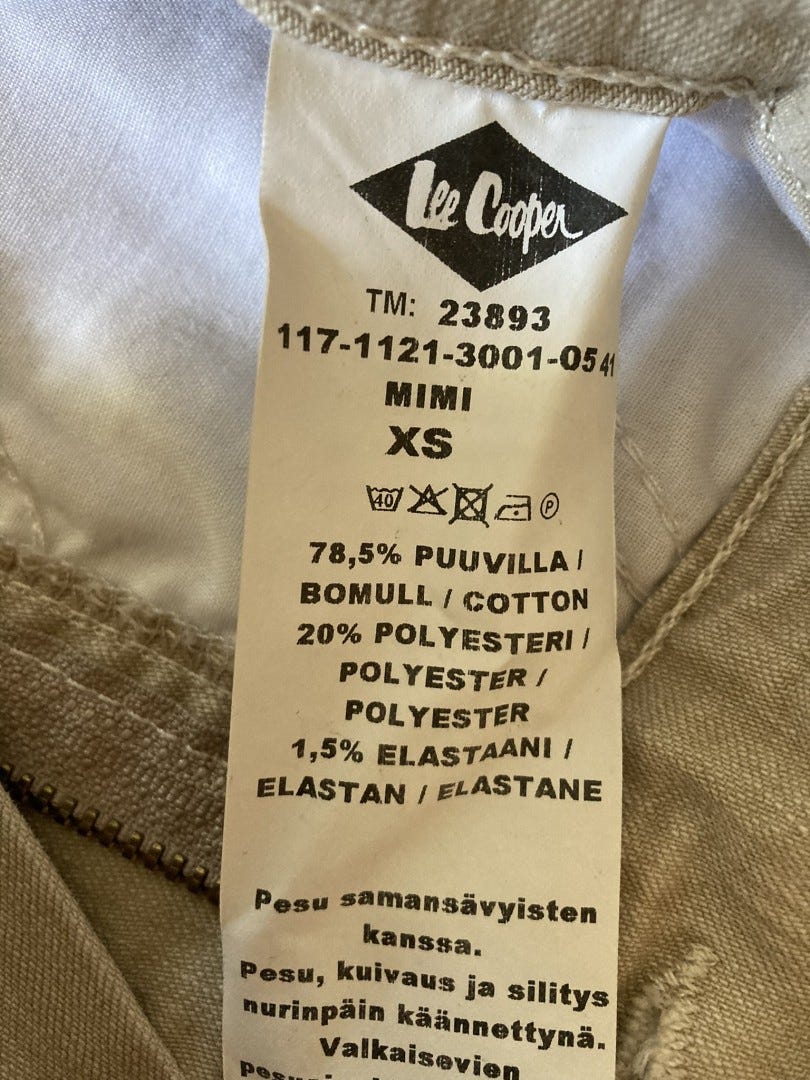 Lee Cooper
TM: 23893
117-1121-3001-0541
MIMI
XS
40 P
78,5% PUUVILLA /
BOMULL / COTTON
20% POLYESTERI /
POLYESTER /
POLYESTER
1,5% ELASTAANI /
ELASTAN / ELASTANE
Pesu samansävyisten
kanssa.
Pesu, kuivaus ja silitys
nurinpäin käännettynä.
Valkaisevien